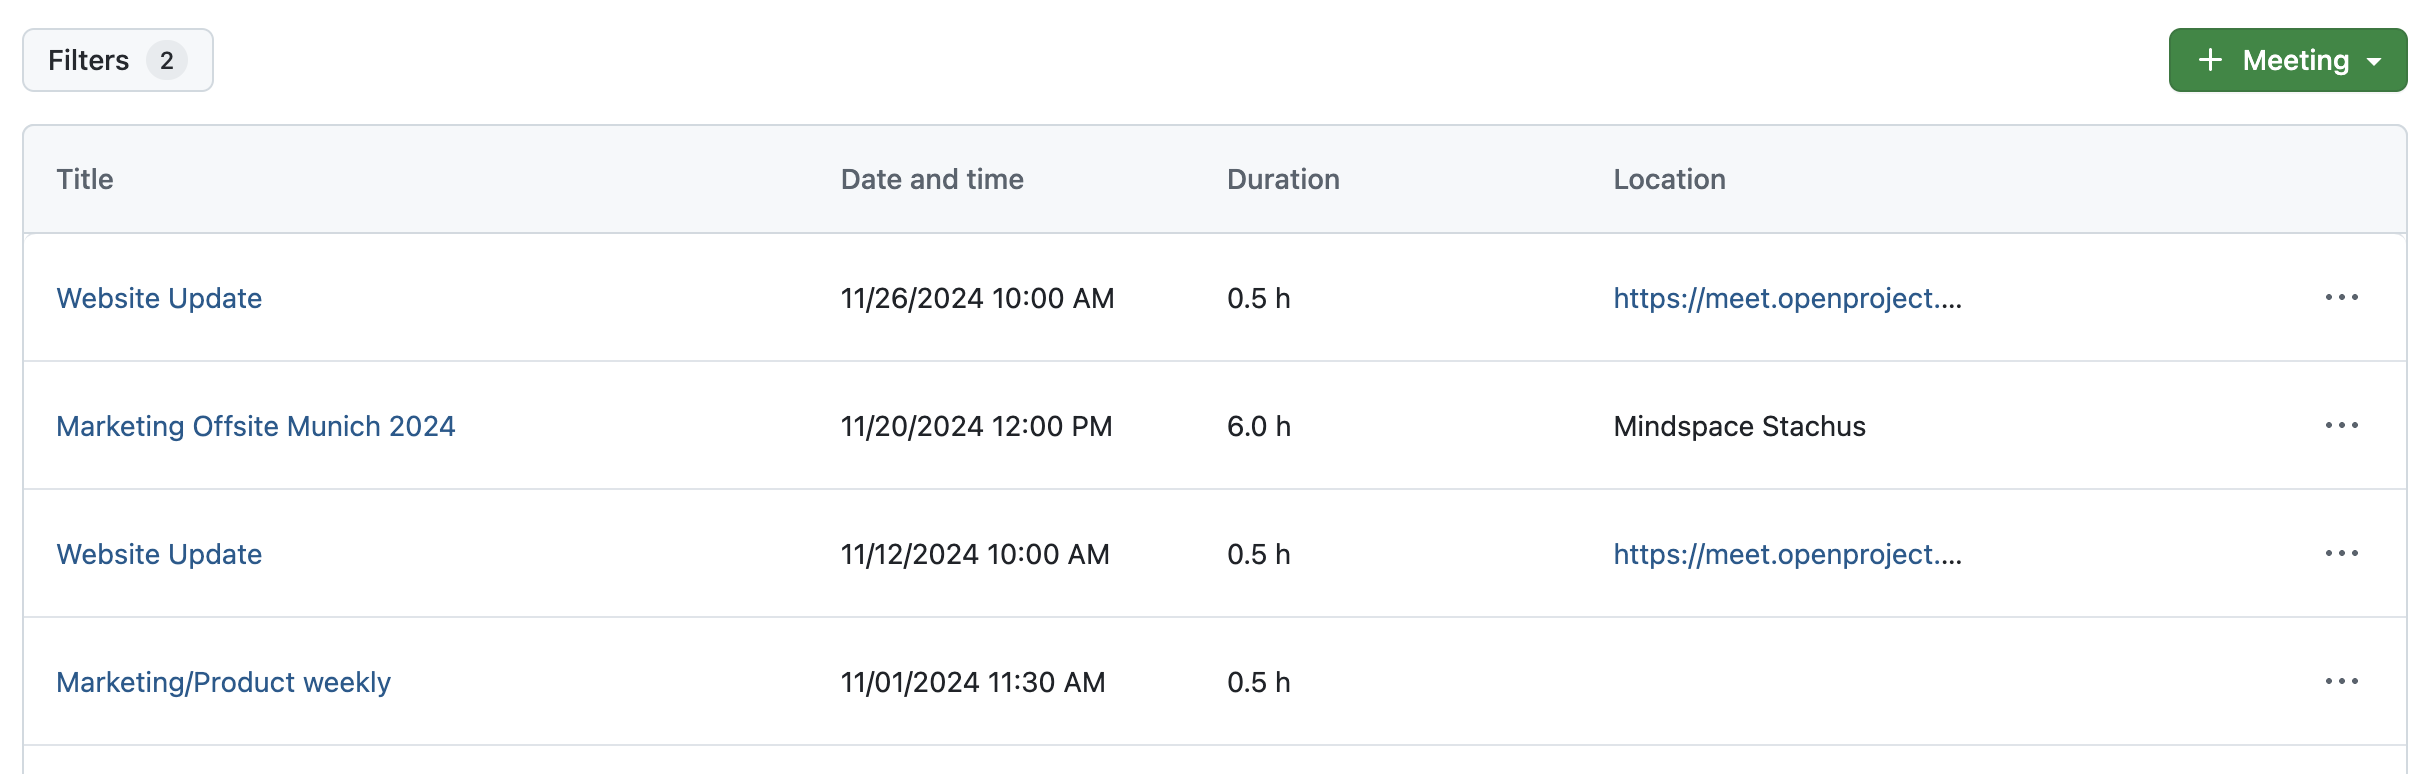 Filters 2
+ Meeting
Title Date and time Duration Location
Website Update 11/26/2024 10:00 AM 0.5 h https://meet.openproject....
Marketing Offsite Munich 2024 11/20/2024 12:00 PM 6.0 h Mindspace Stachus
Website Update 11/12/2024 10:00 AM 0.5 h https://meet.openproject....
Marketing/Product weekly 11/01/2024 11:30 AM 0.5 h